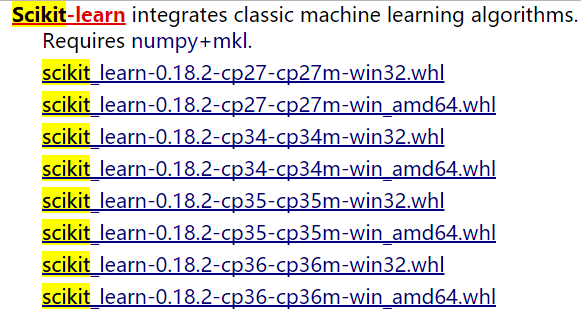 Scikit-learn integrates classic machine learning algorithms.
Requires numpy+mkl.
scikit_learn-0.18.2-cp27-cp27m-win32.whl
scikit_learn-0.18.2-cp27-cp27m-win_amd64.whl
scikit_learn-0.18.2-cp34-cp34m-win32.whl
scikit_learn-0.18.2-cp34-cp34m-win_amd64.whl
scikit_learn-0.18.2-cp35-cp35m-win32.whl
scikit_learn-0.18.2-cp35-cp35m-win_amd64.whl
scikit_learn-0.18.2-cp36-cp36m-win32.whl
scikit_learn-0.18.2-cp36-cp36m-win_amd64.whl